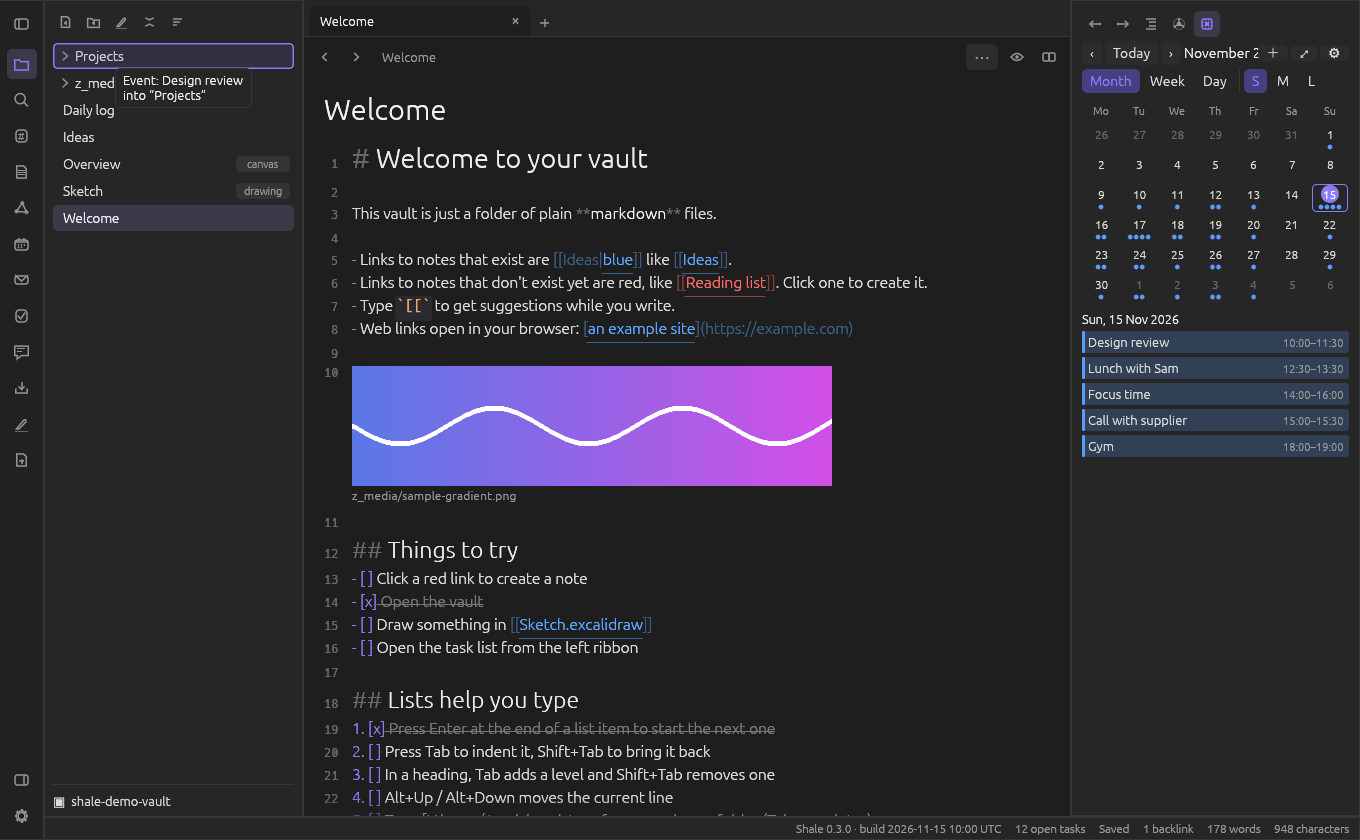 Projects
z_med
Event: Design review
into “Projects”
Daily log
Ideas
Overview canvas
Sketch drawing
Welcome
shale-demo-vault
Welcome
Welcome
Welcome
1 # Welcome to your vault
2
3 This vault is just a folder of plain **markdown** files.
4
5 - Links to notes that exist are [[Ideas|blue]] like [[Ideas]].
6 - Links to notes that don't exist yet are red, like [[Reading list]]. Click one to create it.
7 - Type `[[` to get suggestions while you write.
8 - Web links open in your browser: [an example site](https://example.com)
9
10
z_media/sample-gradient.png
11
12 ## Things to try
13 - [ ] Click a red link to create a note
14 - [x] Open the vault
15 - [ ] Draw something in [[Sketch.excalidraw]]
16 - [ ] Open the task list from the left ribbon
17
18 ## Lists help you type
19 1. [x] Press Enter at the end of a list item to start the next one
20 2. [ ] Press Tab to indent it, Shift+Tab to bring it back
21 3. [ ] In a heading, Tab adds a level and Shift+Tab removes one
22 4. [ ] Alt+Up / Alt+Down moves the current line
Today November 2
Month Week Day S M L
Mo Tu We Th Fr Sa Su
26 27 28 29 30 31 1
2 3 4 5 6 7 8
9 10 11 12 13 14 15
16 17 18 19 20 21 22
23 24 25 26 27 28 29
30 1 2 3 4 5 6
Sun, 15 Nov 2026
Design review 10:00–11:30
Lunch with Sam 12:30–13:30
Focus time 14:00–16:00
Call with supplier 15:00–15:30
Gym 18:00–19:00
Shale 0.3.0 · build 2026-11-15 10:00 UTC 12 open tasks Saved 1 backlink 178 words 948 characters